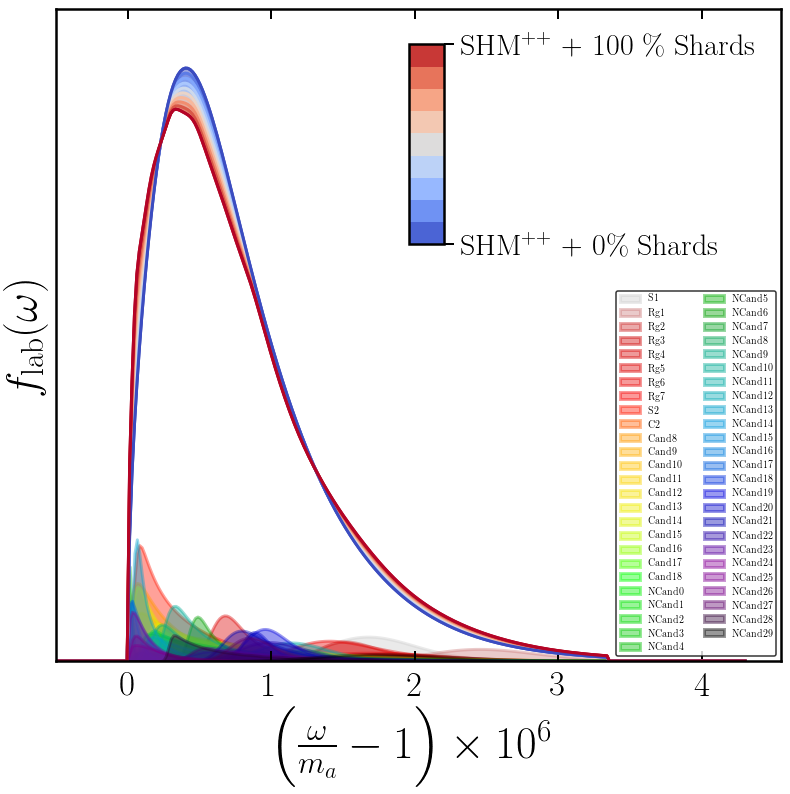 SHM++ + 100 % Shards
SHM++ + 0% Shards
f_lab(ω)
S1
Rg1
Rg2
Rg3
Rg4
Rg5
Rg6
Rg7
S2
C2
Cand8
Cand9
Cand10
Cand11
Cand12
Cand13
Cand14
Cand15
Cand16
Cand17
Cand18
NCand0
NCand1
NCand2
NCand3
NCand4
NCand5
NCand6
NCand7
NCand8
NCand9
NCand10
NCand11
NCand12
NCand13
NCand14
NCand15
NCand16
NCand17
NCand18
NCand19
NCand20
NCand21
NCand22
NCand23
NCand24
NCand25
NCand26
NCand27
NCand28
NCand29
0 1 2 3 4
(ω/m_a − 1) × 10^6